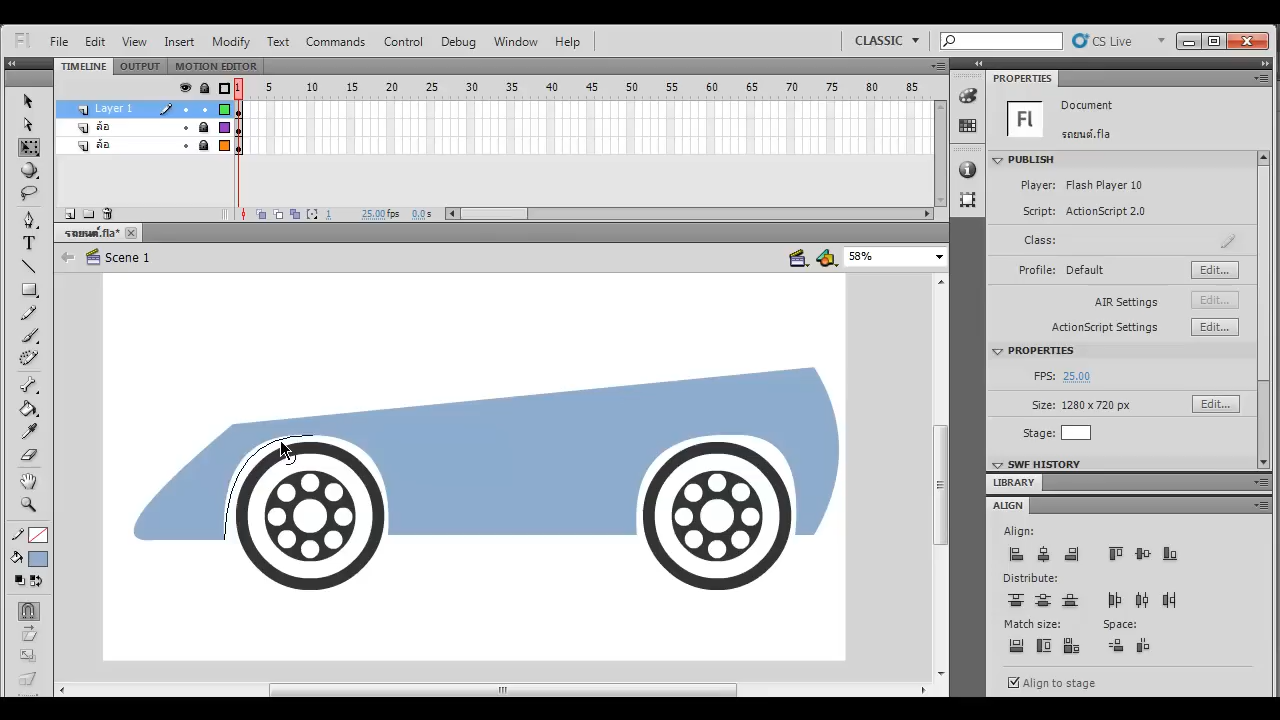 Fl File Edit View Insert Modify Text Commands Control Debug Window Help CLASSIC CS Live
TIMELINE OUTPUT MOTION EDITOR
1 5 10 15 20 25 30 35 40 45 50 55 60 65 70 75 80 85
Layer 1
ล้อ
ล้อ
1 25.00 fps 0.0 s
รถยนต์.fla*
Scene 1 58%
T
PROPERTIES
Fl Document
รถยนต์.fla
PUBLISH
Player: Flash Player 10
Script: ActionScript 2.0
Class:
Profile: Default Edit...
AIR Settings Edit...
ActionScript Settings Edit...
PROPERTIES
FPS: 25.00
Size: 1280 x 720 px Edit...
Stage:
SWF HISTORY
LIBRARY
ALIGN
Align:
Distribute:
Match size: Space:
Align to stage